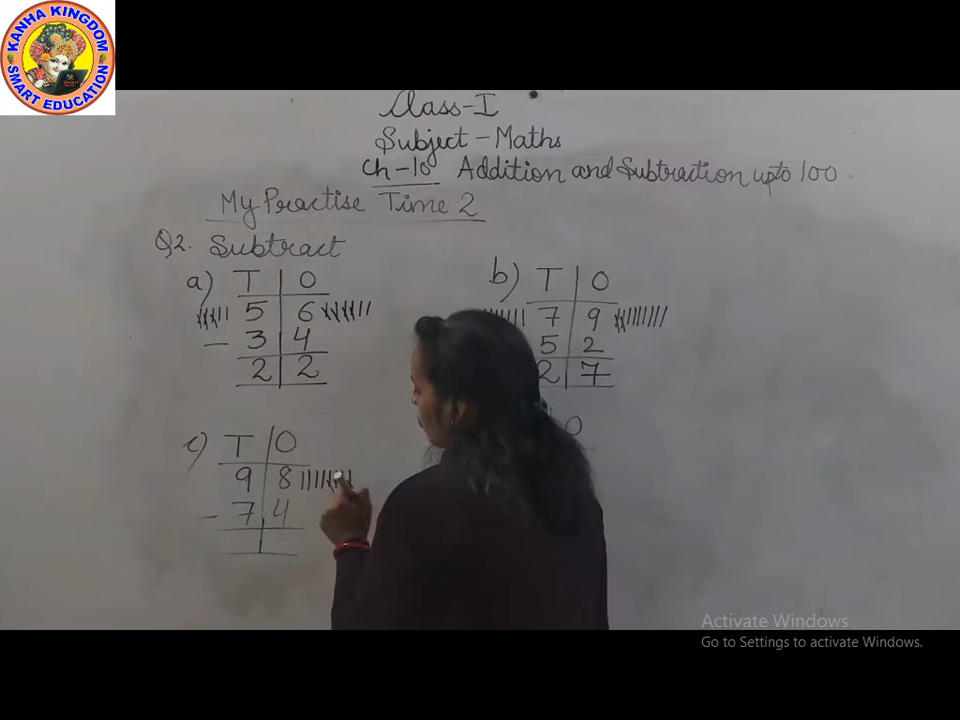 KANHA KINGDOM
SMART EDUCATION
Class-I
Subject-Maths
Ch-10 Addition and Subtraction upto 100
My Practise Time 2
Q2. Subtract
a) T O
5 6
- 3 4
2 2
b) T O
7 9
5 2
2 7
c) T O
9 8
- 7 4
O
Activate Windows
Go to Settings to activate Windows.